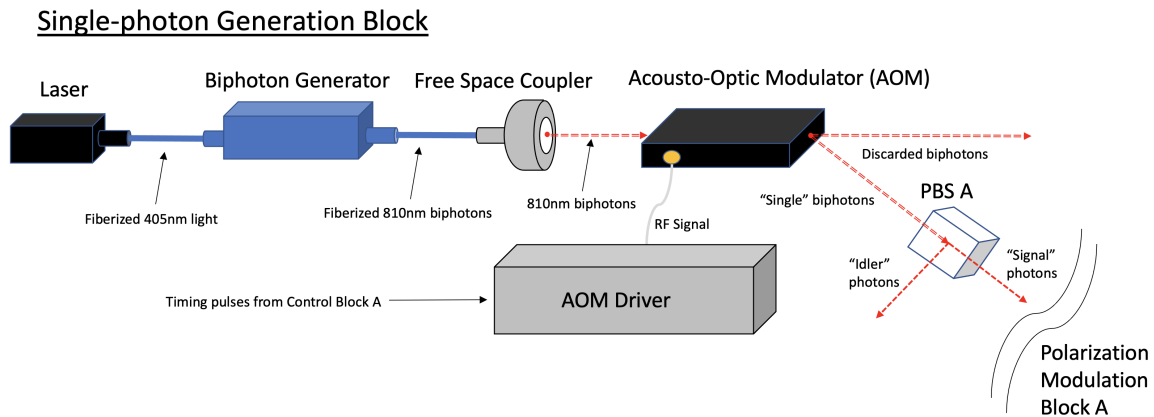 Single-photon Generation Block
Laser
Biphoton Generator
Free Space Coupler
Acousto-Optic Modulator (AOM)
Fiberized 405nm light
Fiberized 810nm biphotons
810nm biphotons
Discarded biphotons
"Single" biphotons
PBS A
RF Signal
"Idler"
photons
"Signal"
photons
Timing pulses from Control Block A
AOM Driver
Polarization
Modulation
Block A